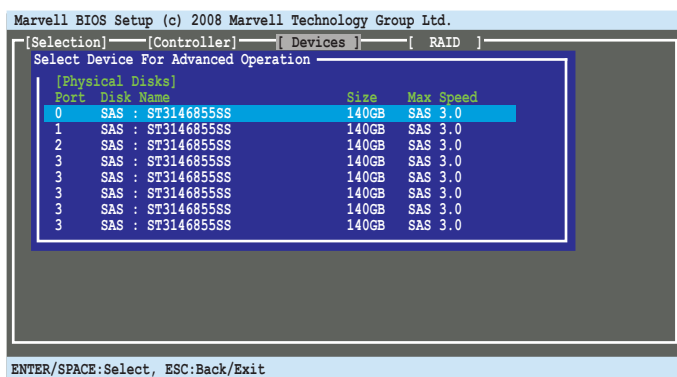 Marvell BIOS Setup (c) 2008 Marvell Technology Group Ltd.
[Selection] [Controller] [ Devices ] [ RAID ]
Select Device For Advanced Operation
[Physical Disks]
Port Disk Name Size Max Speed
0 SAS : ST3146855SS 140GB SAS 3.0
1 SAS : ST3146855SS 140GB SAS 3.0
2 SAS : ST3146855SS 140GB SAS 3.0
3 SAS : ST3146855SS 140GB SAS 3.0
3 SAS : ST3146855SS 140GB SAS 3.0
3 SAS : ST3146855SS 140GB SAS 3.0
3 SAS : ST3146855SS 140GB SAS 3.0
3 SAS : ST3146855SS 140GB SAS 3.0
ENTER/SPACE:Select, ESC:Back/Exit